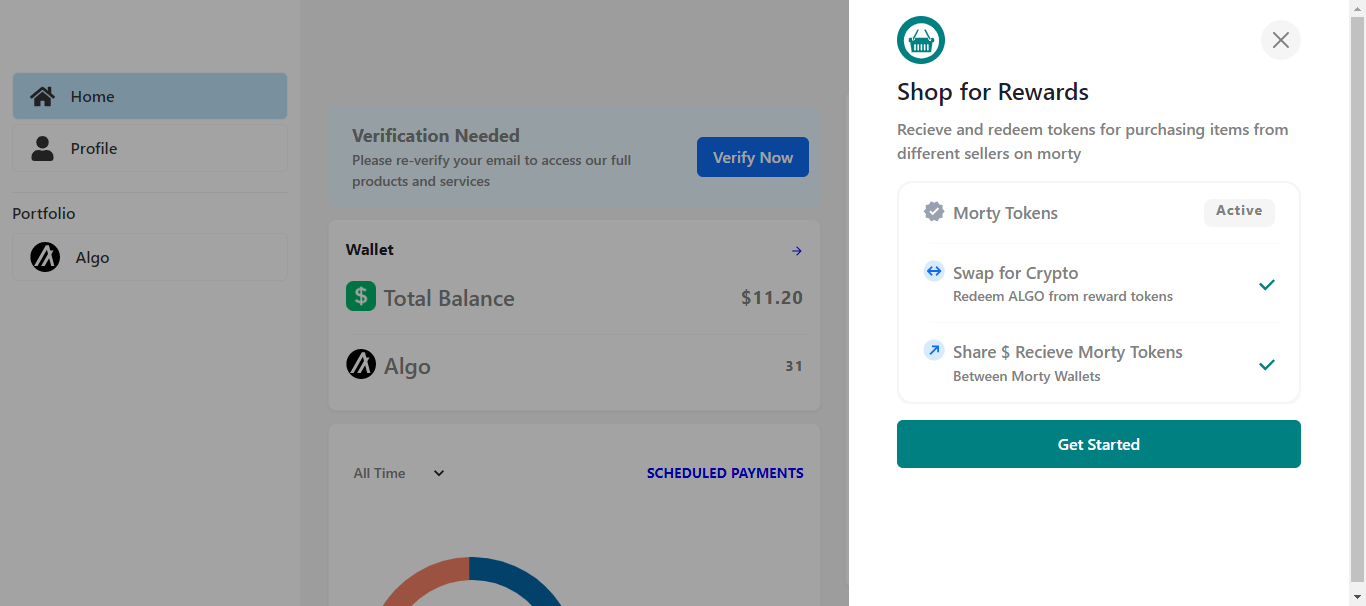 Home
Profile
Portfolio
Algo
Verification Needed
Please re-verify your email to access our full
products and services
Verify Now
Wallet
Total Balance
$11.20
Algo
31
All Time
SCHEDULED PAYMENTS
Shop for Rewards
Recieve and redeem tokens for purchasing items from
different sellers on morty
Morty Tokens
Active
Swap for Crypto
Redeem ALGO from reward tokens
Share $ Recieve Morty Tokens
Between Morty Wallets
Get Started